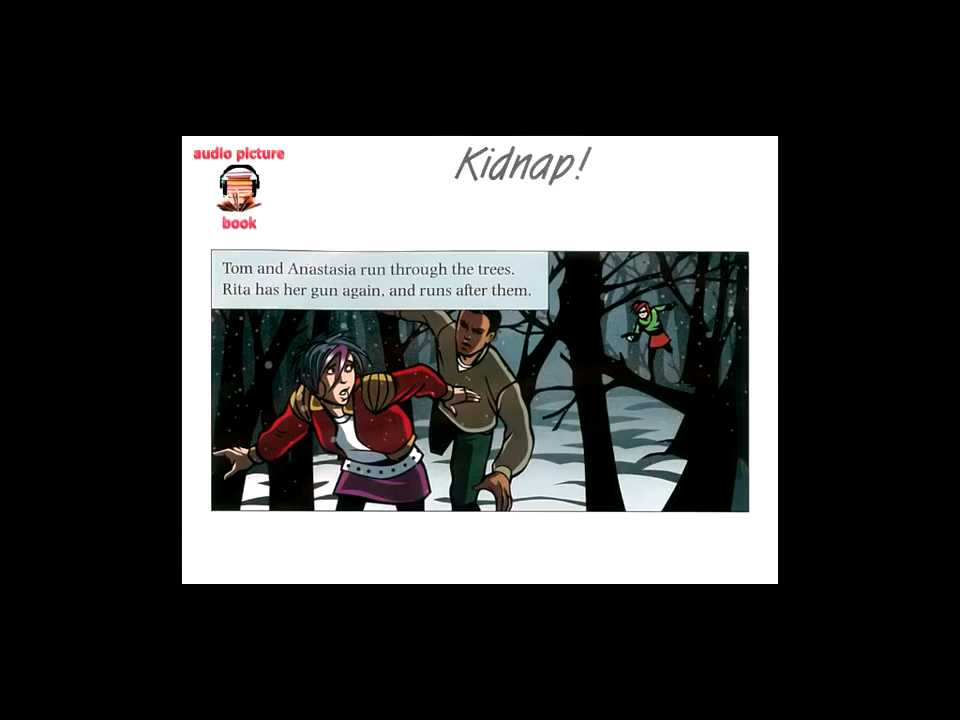 audio picture
book
Kidnap!
Tom and Anastasia run through the trees.
Rita has her gun again, and runs after them.